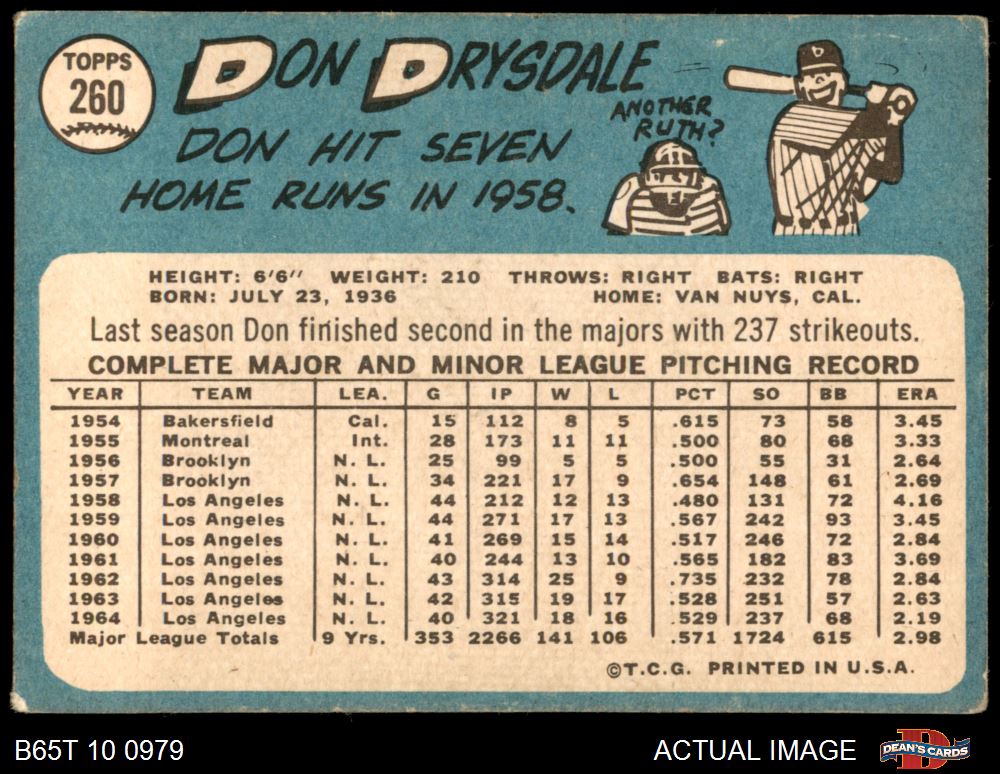 TOPPS
260
DON DRYSDALE
DON HIT SEVEN
HOME RUNS IN 1958.
ANOTHER
RUTH?
D
HEIGHT: 6'6" WEIGHT: 210 THROWS: RIGHT BATS: RIGHT
BORN: JULY 23, 1936 HOME: VAN NUYS, CAL.
Last season Don finished second in the majors with 237 strikeouts.
COMPLETE MAJOR AND MINOR LEAGUE PITCHING RECORD
YEAR TEAM LEA. G IP W L PCT SO BB ERA
1954 Bakersfield Cal. 15 112 8 5 .615 73 58 3.45
1955 Montreal Int. 28 173 11 11 .500 80 68 3.33
1956 Brooklyn N. L. 25 99 5 5 .500 55 31 2.64
1957 Brooklyn N. L. 34 221 17 9 .654 148 61 2.69
1958 Los Angeles N. L. 44 212 12 13 .480 131 72 4.16
1959 Los Angeles N. L. 44 271 17 13 .567 242 93 3.45
1960 Los Angeles N. L. 41 269 15 14 .517 246 72 2.84
1961 Los Angeles N. L. 40 244 13 10 .565 182 83 3.69
1962 Los Angeles N. L. 43 314 25 9 .735 232 78 2.84
1963 Los Angeles N. L. 42 315 19 17 .528 251 57 2.63
1964 Los Angeles N. L. 40 321 18 16 .529 237 68 2.19
Major League Totals 9 Yrs. 353 2266 141 106 .571 1724 615 2.98
©T.C.G. PRINTED IN U.S.A.
B65T 10 0979 ACTUAL IMAGE DEAN'S CARDS